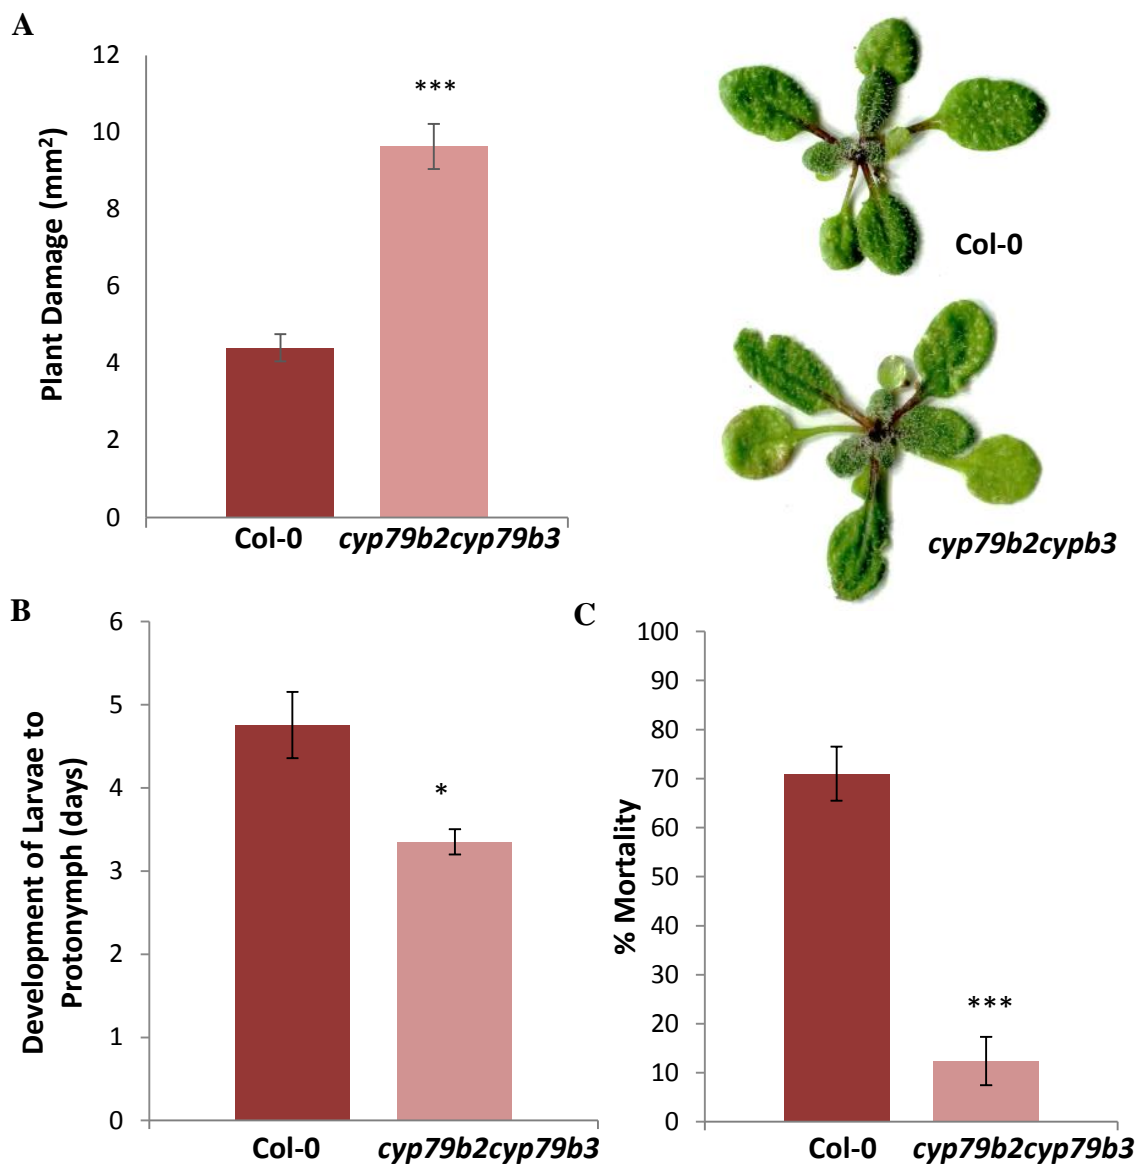 A
Plant Damage (mm²)
12
10
8
6
4
2
0
***
Col-0
cyp79b2cyp79b3
Col-0
cyp79b2cypb3
B
Development of Larvae to
Protonymph (days)
6
5
4
3
2
1
0
*
Col-0
cyp79b2cyp79b3
C
% Mortality
100
90
80
70
60
50
40
30
20
10
0
***
Col-0
cyp79b2cyp79b3